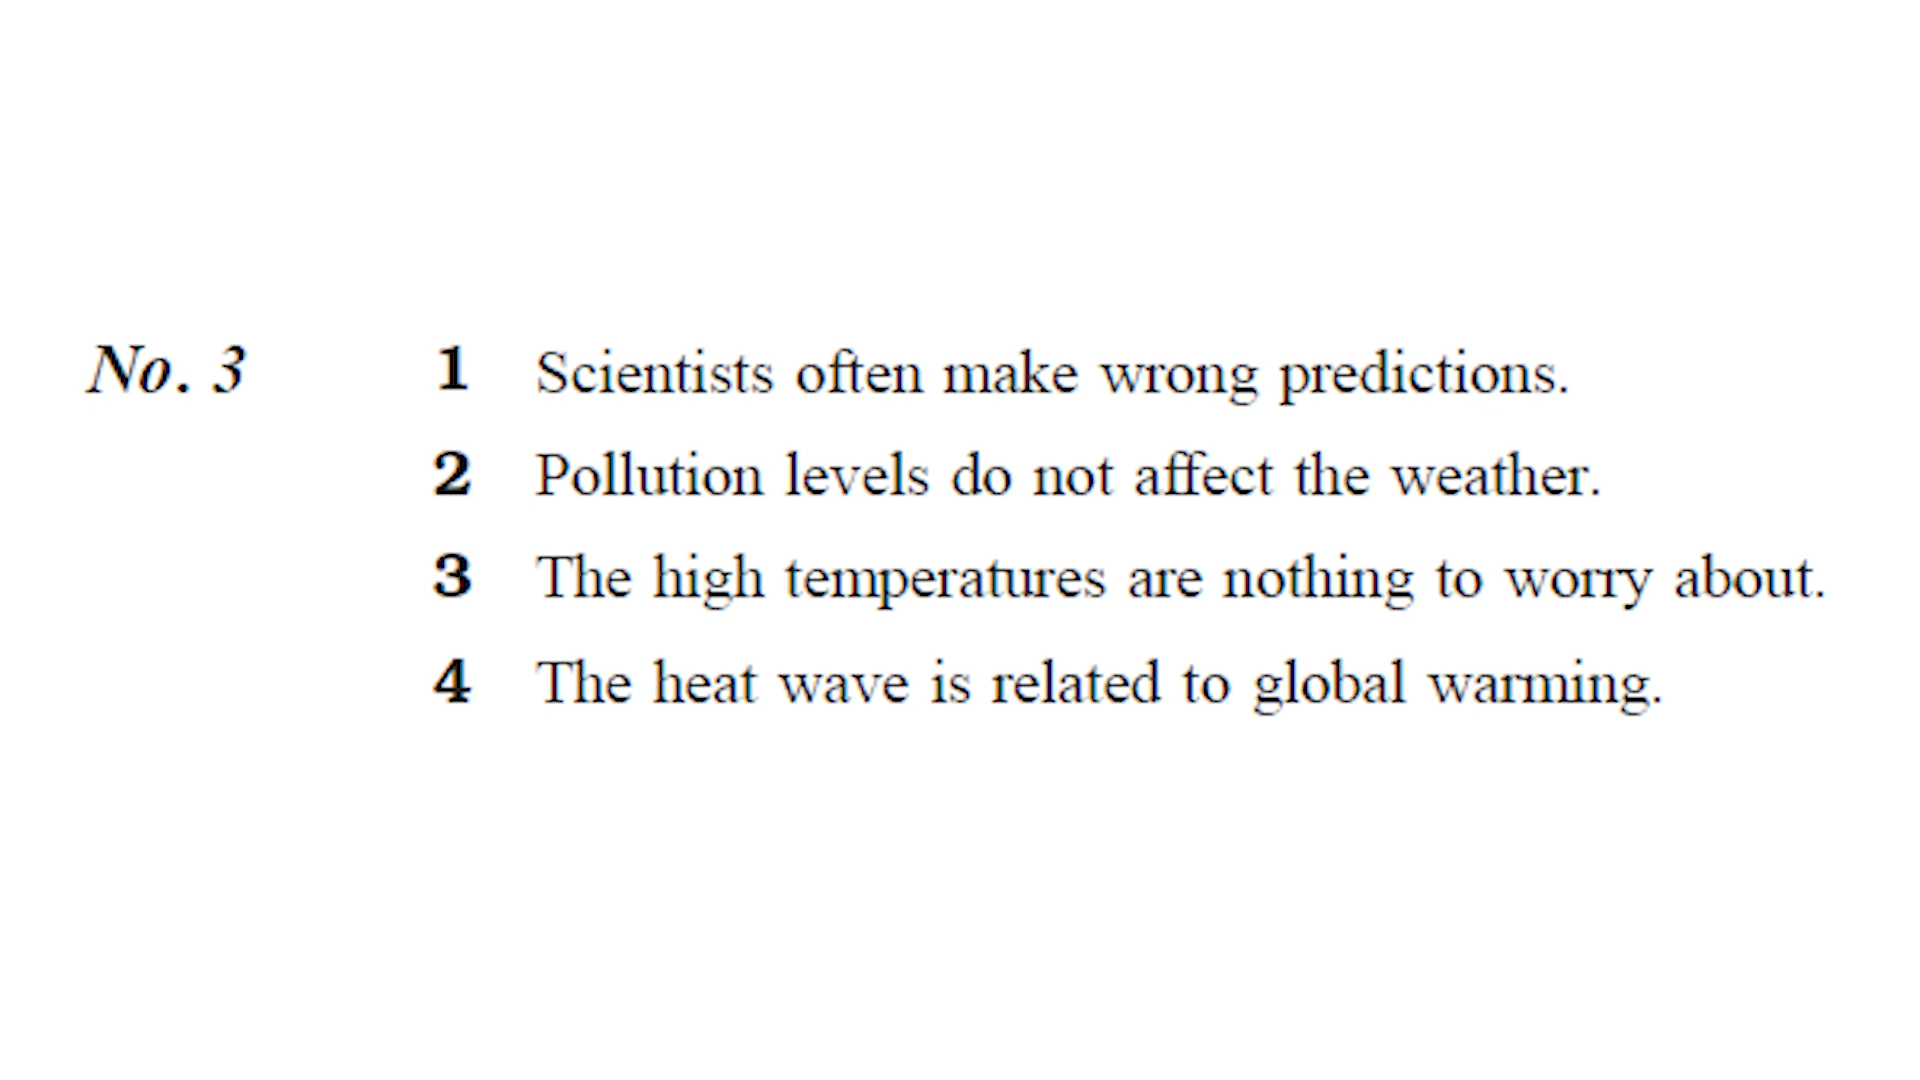 No. 3 1 Scientists often make wrong predictions.
2 Pollution levels do not affect the weather.
3 The high temperatures are nothing to worry about.
4 The heat wave is related to global warming.